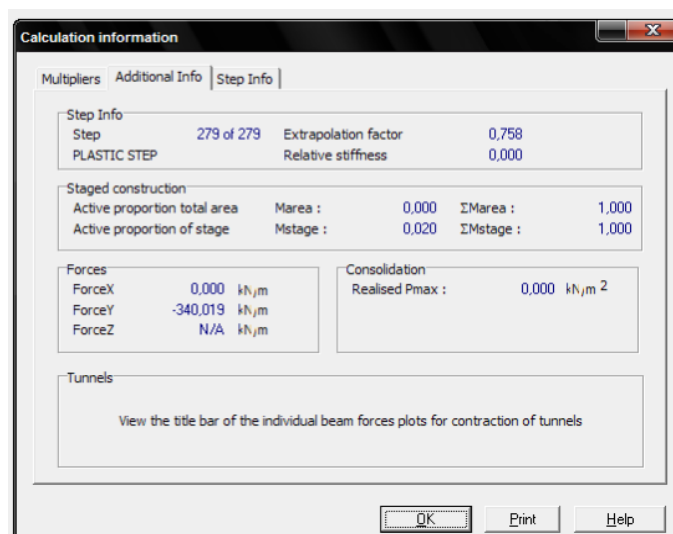 Calculation information
Multipliers Additional Info Step Info
Step Info
Step 279 of 279 Extrapolation factor 0,758
PLASTIC STEP Relative stiffness 0,000
Staged construction
Active proportion total area Marea : 0,000 ΣMarea : 1,000
Active proportion of stage Mstage : 0,020 ΣMstage : 1,000
Forces
ForceX 0,000 kN/m
ForceY -340,019 kN/m
ForceZ N/A kN/m
Consolidation
Realised Pmax : 0,000 kN/m 2
Tunnels
View the title bar of the individual beam forces plots for contraction of tunnels
OK Print Help